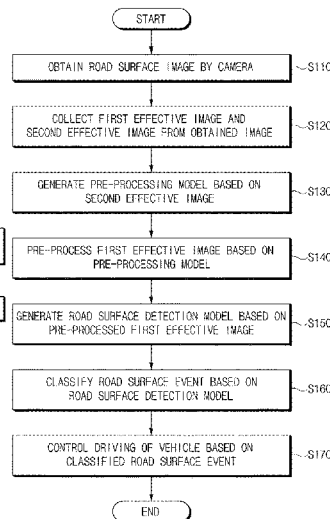 START
OBTAIN ROAD SURFACE IMAGE BY CAMERA
S110
COLLECT FIRST EFFECTIVE IMAGE AND
SECOND EFFECTIVE IMAGE FROM OBTAINED IMAGE
S120
GENERATE PRE-PROCESSING MODEL BASED ON
SECOND EFFECTIVE IMAGE
S130
PRE-PROCESS FIRST EFFECTIVE IMAGE BASED ON
PRE-PROCESSING MODEL
S140
GENERATE ROAD SURFACE DETECTION MODEL BASED ON
PRE-PROCESSED FIRST EFFECTIVE IMAGE
S150
CLASSIFY ROAD SURFACE EVENT BASED ON
ROAD SURFACE DETECTION MODEL
S160
CONTROL DRIVING OF VEHICLE BASED ON
CLASSIFIED ROAD SURFACE EVENT
S170
END